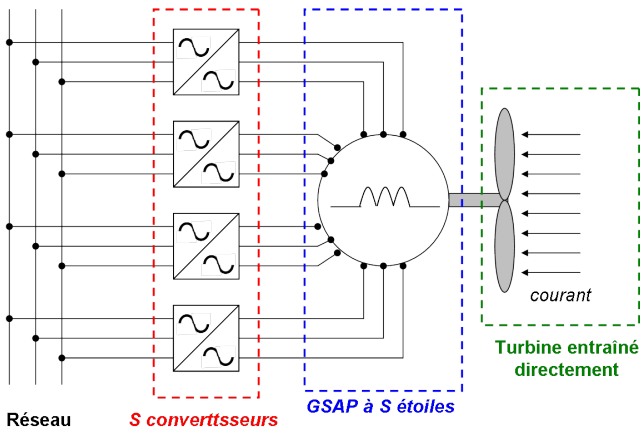 courant
Turbine entraîné
directement
Réseau
S converttsseurs
GSAP à S étoiles